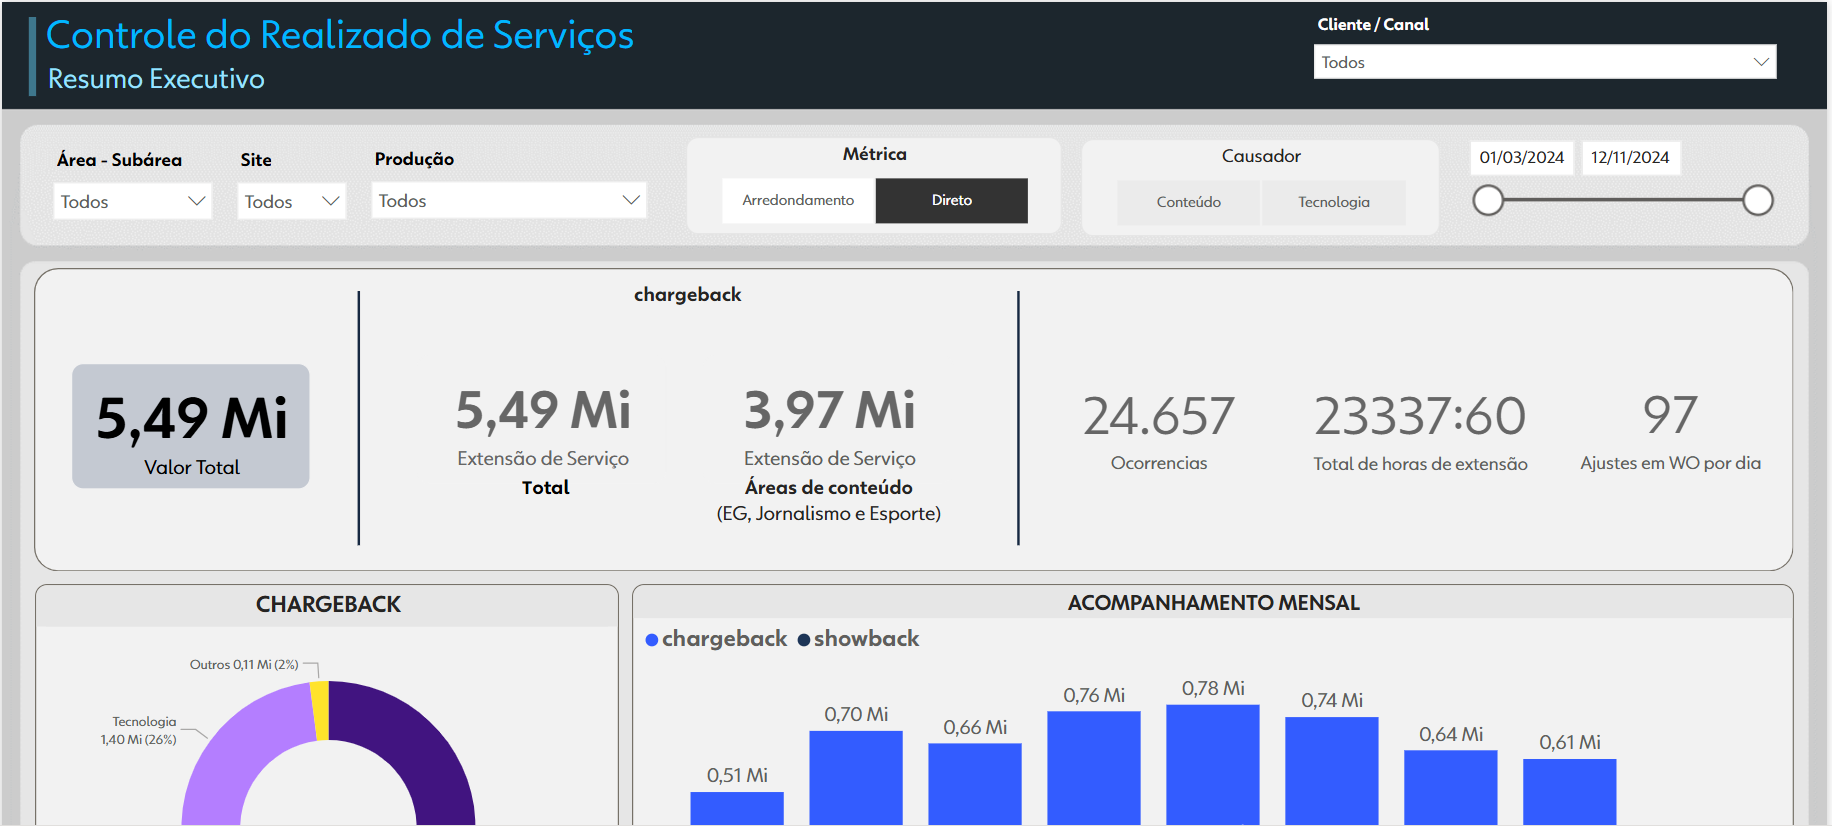 Controle do Realizado de Serviços
Resumo Executivo
Cliente / Canal
Todos
Área - Subárea
Todos
Site
Todos
Produção
Todos
Métrica
Arredondamento
Direto
Causador
Conteúdo
Tecnologia
01/03/2024
12/11/2024
5,49 Mi
Valor Total
chargeback
5,49 Mi
Extensão de Serviço
Total
3,97 Mi
Extensão de Serviço
Áreas de conteúdo
(EG, Jornalismo e Esporte)
24.657
Ocorrencias
23337:60
Total de horas de extensão
97
Ajustes em WO por dia
CHARGEBACK
Outros 0,11 Mi (2%)
Tecnologia
1,40 Mi (26%)
ACOMPANHAMENTO MENSAL
chargeback
showback
0,51 Mi
0,70 Mi
0,66 Mi
0,76 Mi
0,78 Mi
0,74 Mi
0,64 Mi
0,61 Mi